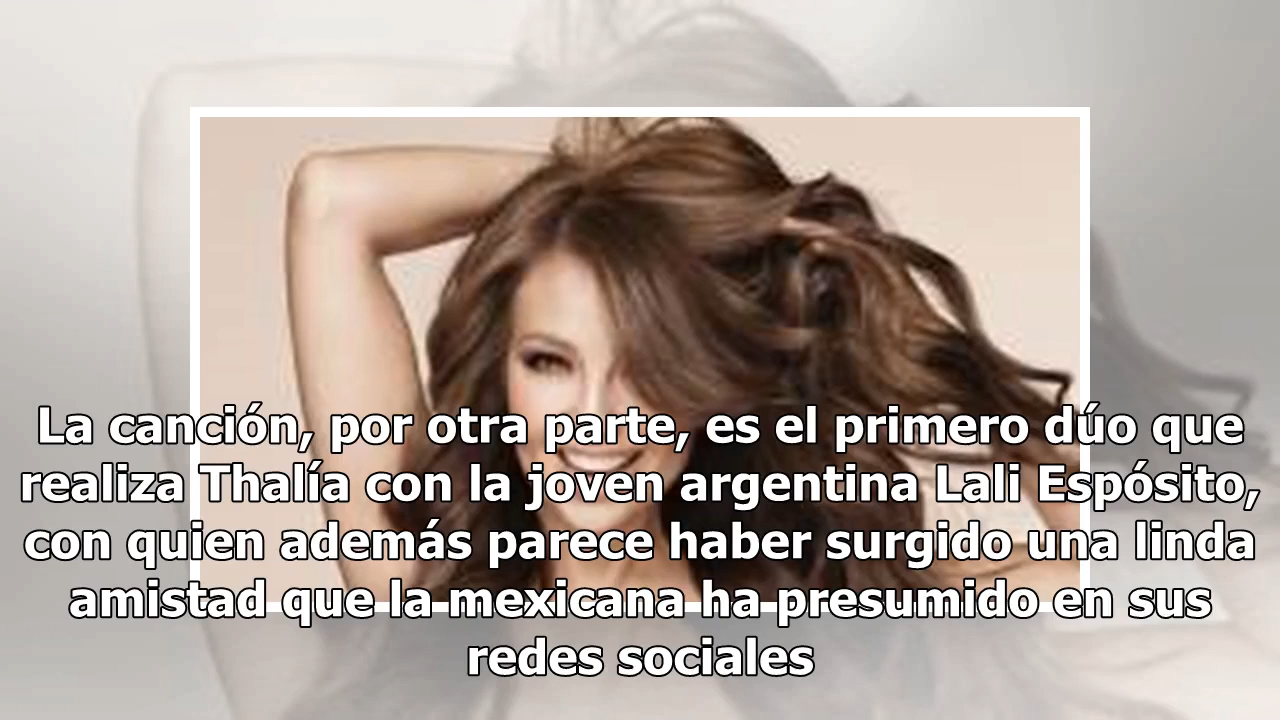 La canción, por otra parte, es el primero dúo que
realiza Thalía con la joven argentina Lali Espósito,
con quien además parece haber surgido una linda
amistad que la mexicana ha presumido en sus
redes sociales